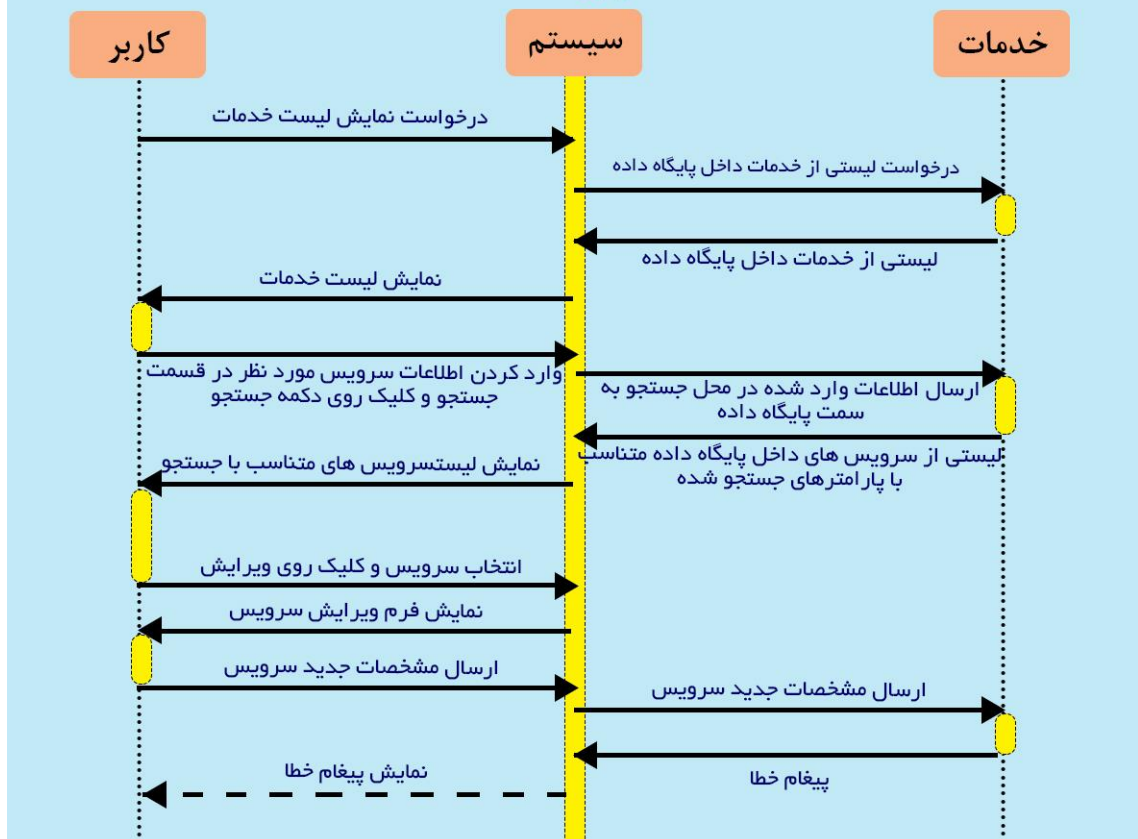 کاربر
سیستم
خدمات
درخواست نمایش لیست خدمات
درخواست لیستی از خدمات داخل پایگاه داده
لیستی از خدمات داخل پایگاه داده
نمایش لیست خدمات
وارد کردن اطلاعات سرویس مورد نظر در قسمت
جستجو و کلیک روی دکمه جستجو
ارسال اطلاعات وارد شده در محل جستجو به
سمت پایگاه داده
لیستی از سرویس های داخل پایگاه داده متناسب
با پارامترهای جستجو شده
نمایش لیستسرویس های متناسب با جستجو
انتخاب سرویس و کلیک روی ویرایش
نمایش فرم ویرایش سرویس
ارسال مشخصات جدید سرویس
ارسال مشخصات جدید سرویس
پیغام خطا
نمایش پیغام خطا